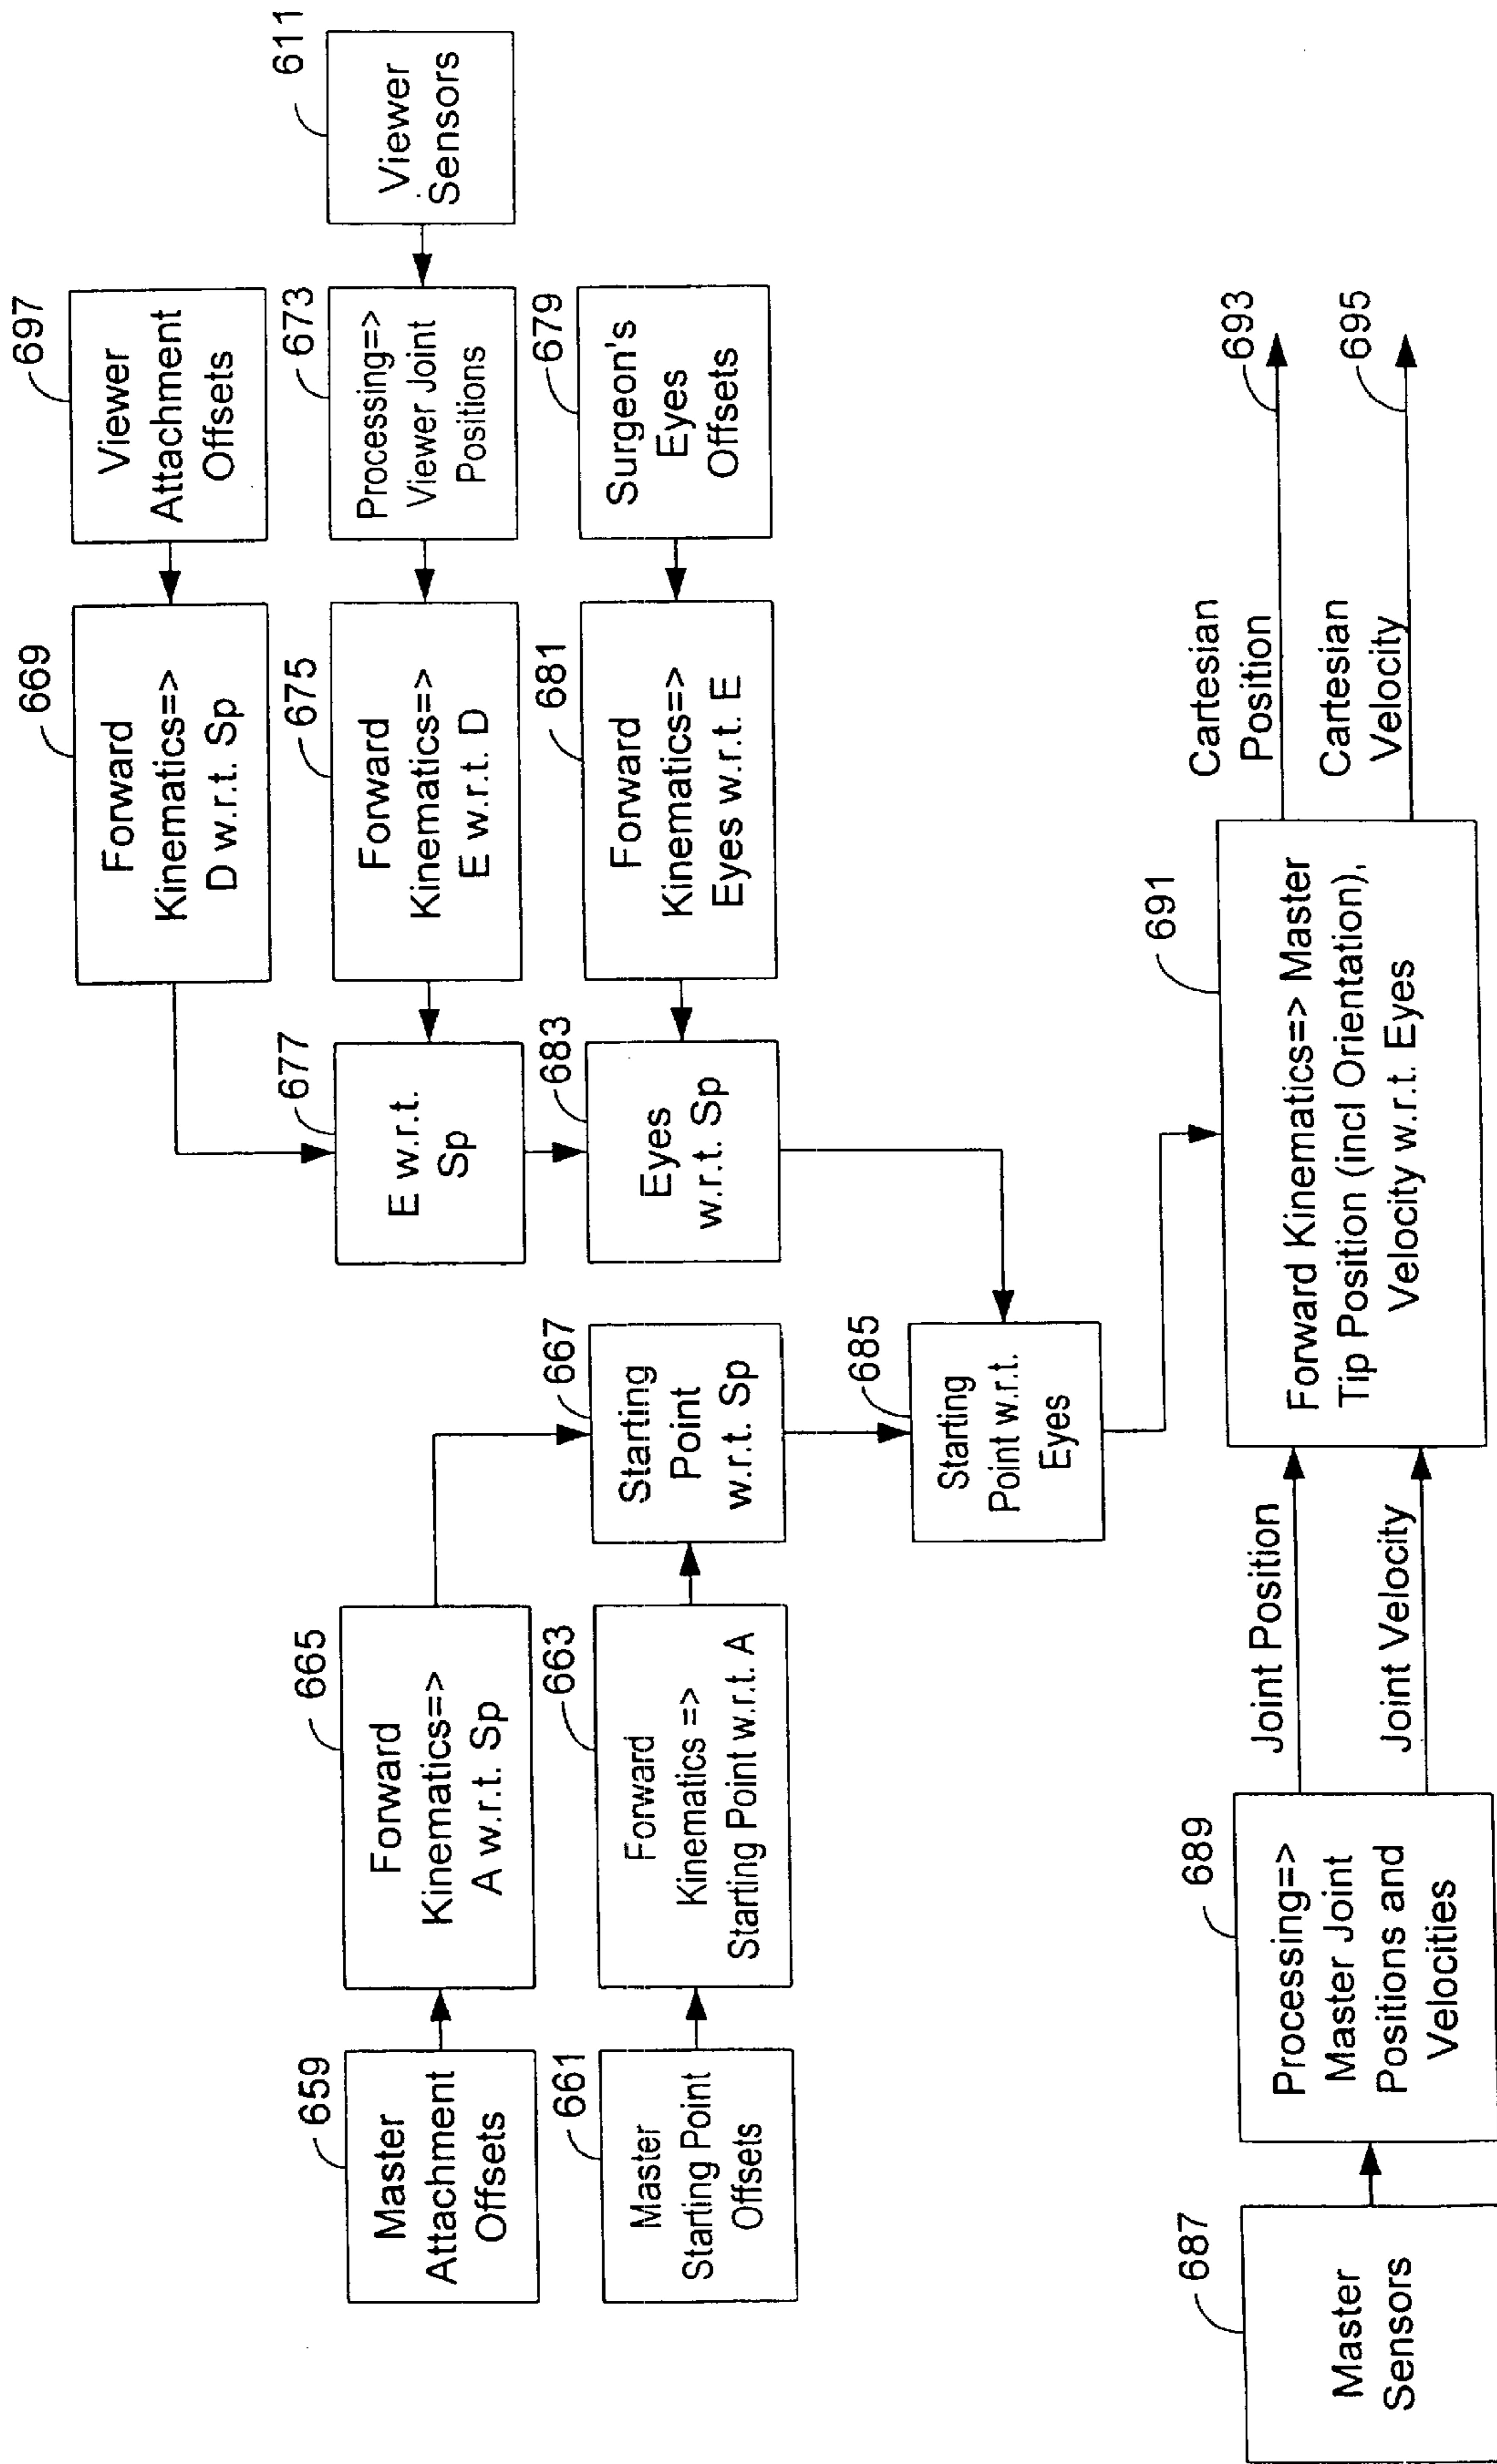 697
Viewer
Attachment
Offsets
669
Forward
Kinematics=>
D w.r.t. Sp
611
Viewer
Sensors
673
Processing=>
Viewer Joint
Positions
675
Forward
Kinematics=>
E w.r.t. D
677
E w.r.t.
Sp
679
Surgeon's
Eyes
Offsets
681
Forward
Kinematics=>
Eyes w.r.t. E
683
Eyes
w.r.t. Sp
659
Master
Attachment
Offsets
665
Forward
Kinematics=>
A w.r.t. Sp
661
Master
Starting Point
Offsets
663
Forward
Kinematics =>
Starting Point w.r.t. A
667
Starting
Point
w.r.t. Sp
685
Starting
Point w.r.t.
Eyes
687
Master
Sensors
689
Processing=>
Master Joint
Positions and
Velocities
Joint Position
Joint Velocity
691
Forward Kinematics=> Master
Tip Position (incl Orientation),
Velocity w.r.t. Eyes
Cartesian
Position
693
Cartesian
Velocity
695